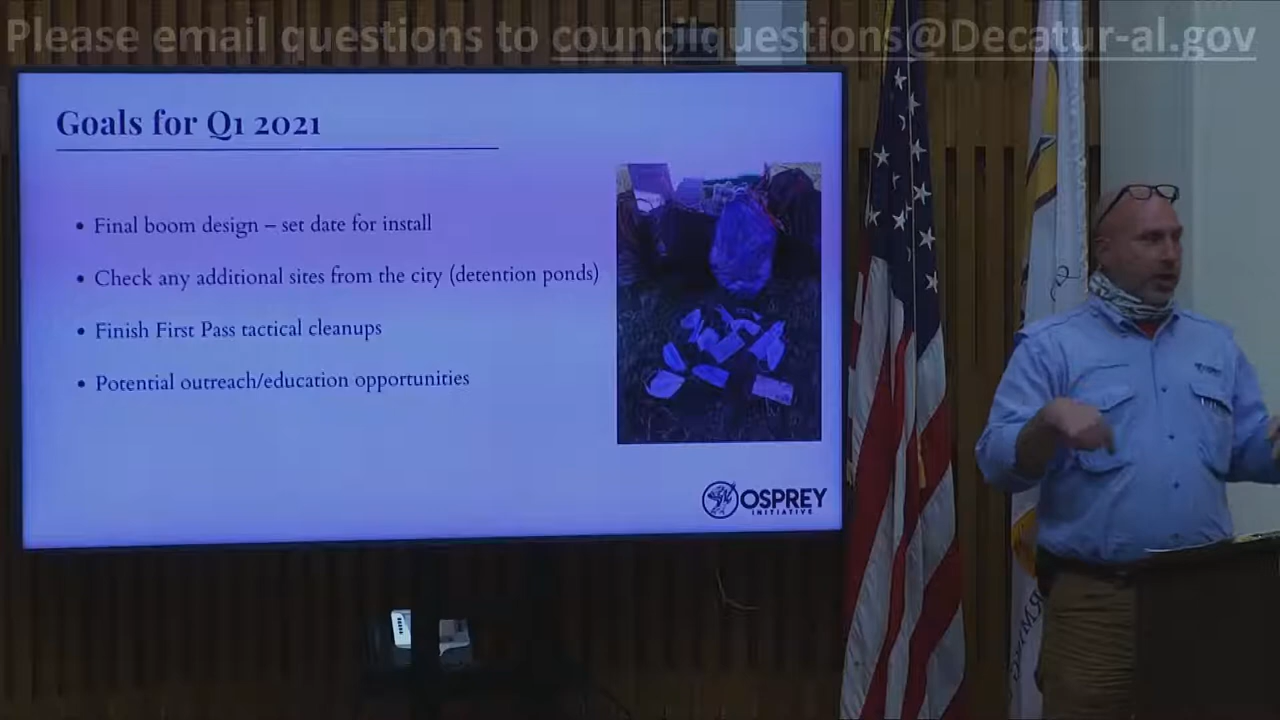 Please email questions to councilquestions@Decatur-al.gov
Goals for Q1 2021
• Final boom design – set date for install
• Check any additional sites from the city (detention ponds)
• Finish First Pass tactical cleanups
• Potential outreach/education opportunities
OSPREY
INITIATIVE